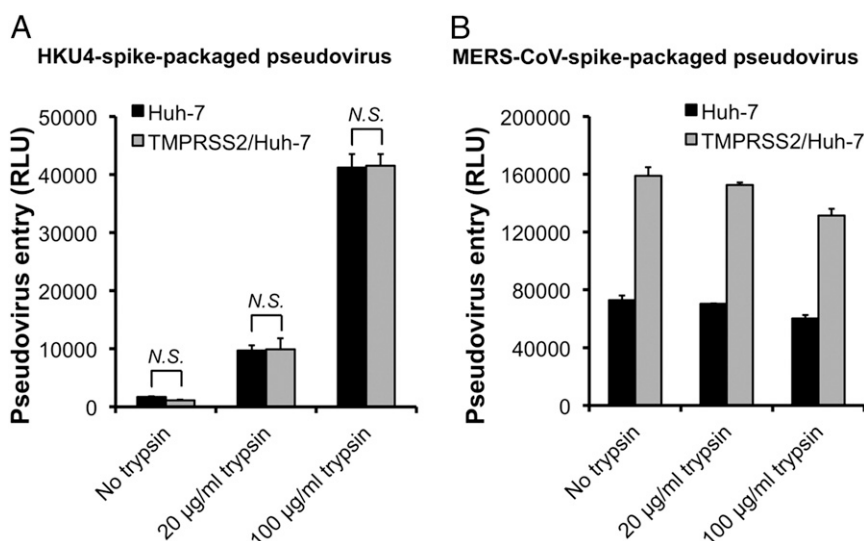 A
HKU4-spike-packaged pseudovirus
Pseudovirus entry (RLU)
50000
40000
30000
20000
10000
0
Huh-7
TMPRSS2/Huh-7
N.S.
N.S.
N.S.
No trypsin
20 µg/ml trypsin
100 µg/ml trypsin
B
MERS-CoV-spike-packaged pseudovirus
Pseudovirus entry (RLU)
200000
160000
120000
80000
40000
0
Huh-7
TMPRSS2/Huh-7
No trypsin
20 µg/ml trypsin
100 µg/ml trypsin